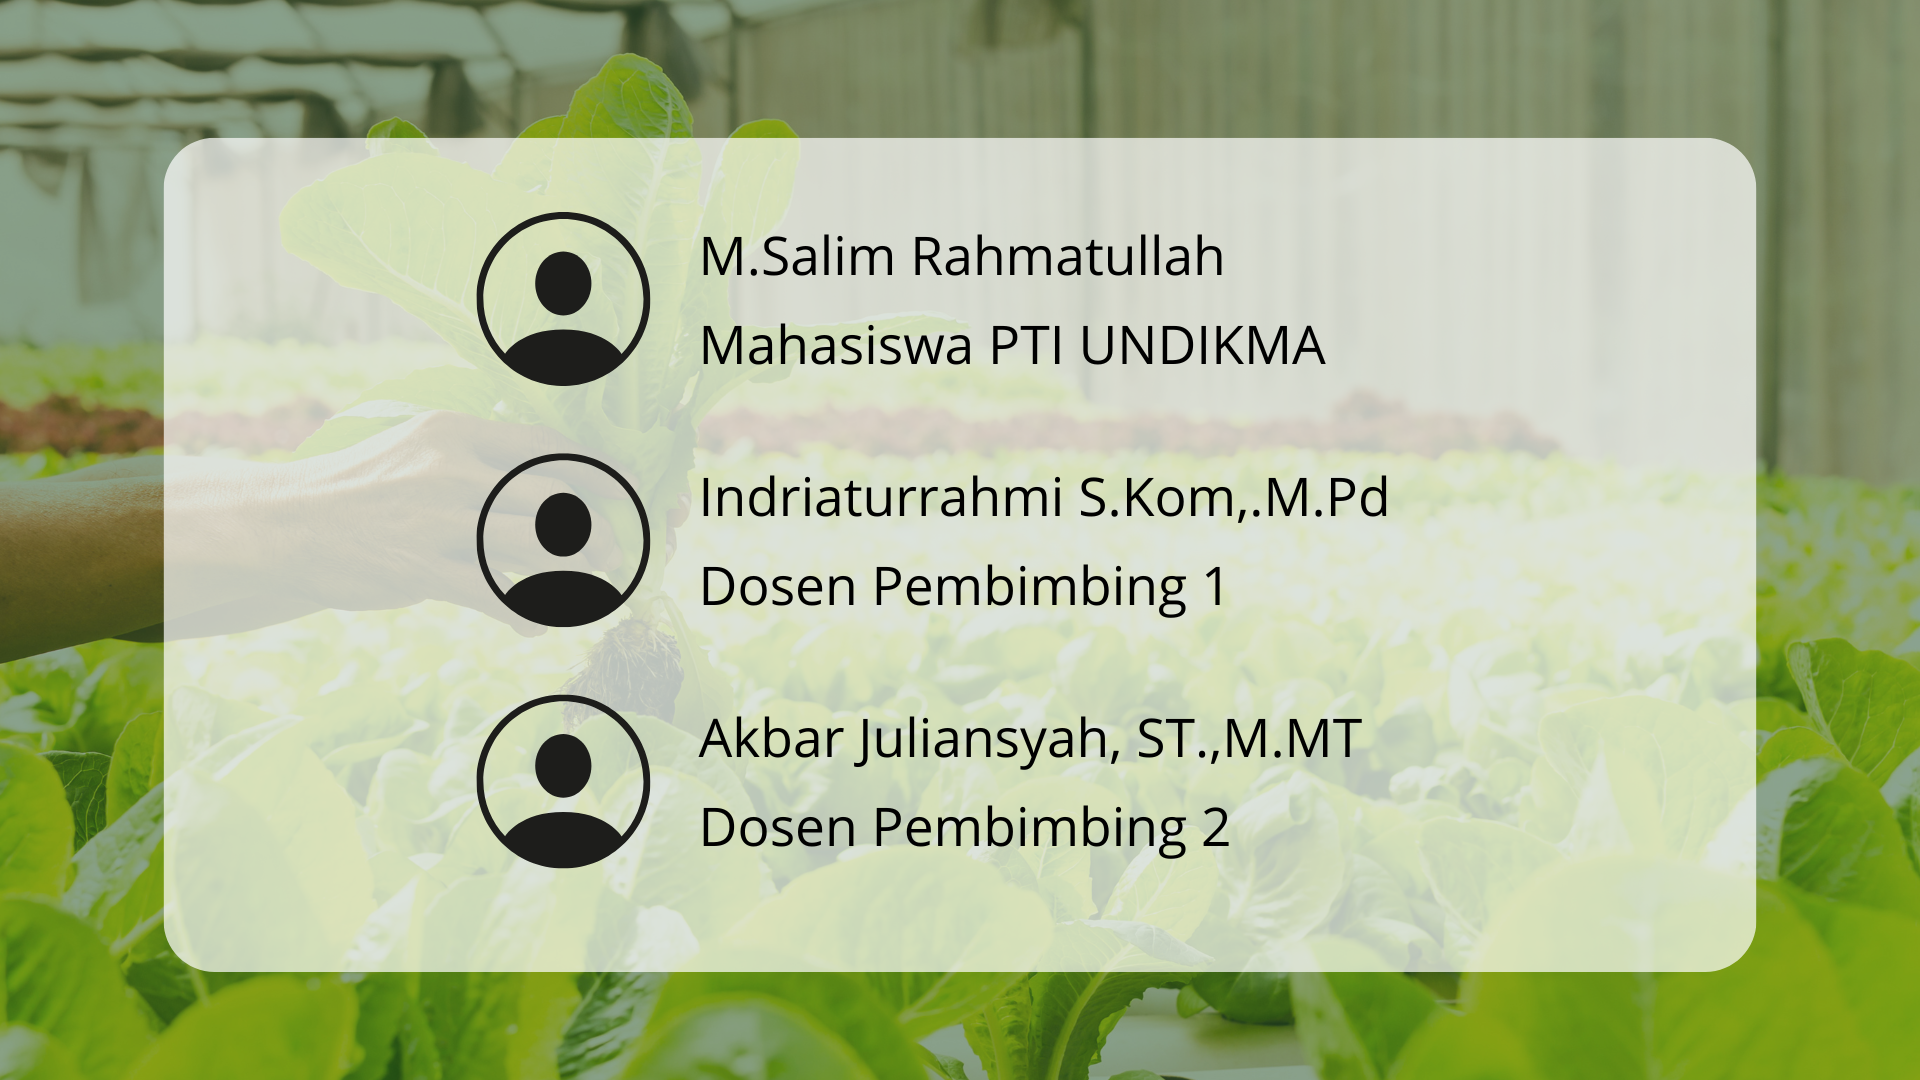 M.Salim Rahmatullah
Mahasiswa PTI UNDIKMA
Indriaturrahmi S.Kom,.M.Pd
Dosen Pembimbing 1
Akbar Juliansyah, ST.,M.MT
Dosen Pembimbing 2